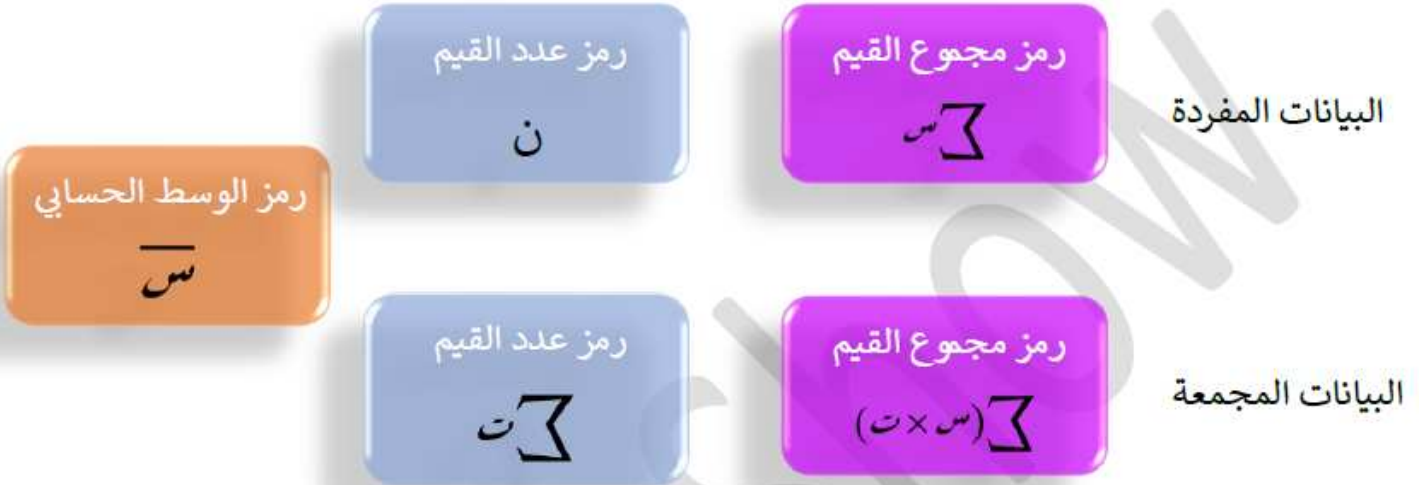 البيانات المفردة
رمز مجموع القيم
∑س
رمز عدد القيم
ن
رمز الوسط الحسابي
س̅
البيانات المجمعة
رمز مجموع القيم
∑(س × ت)
رمز عدد القيم
∑ت